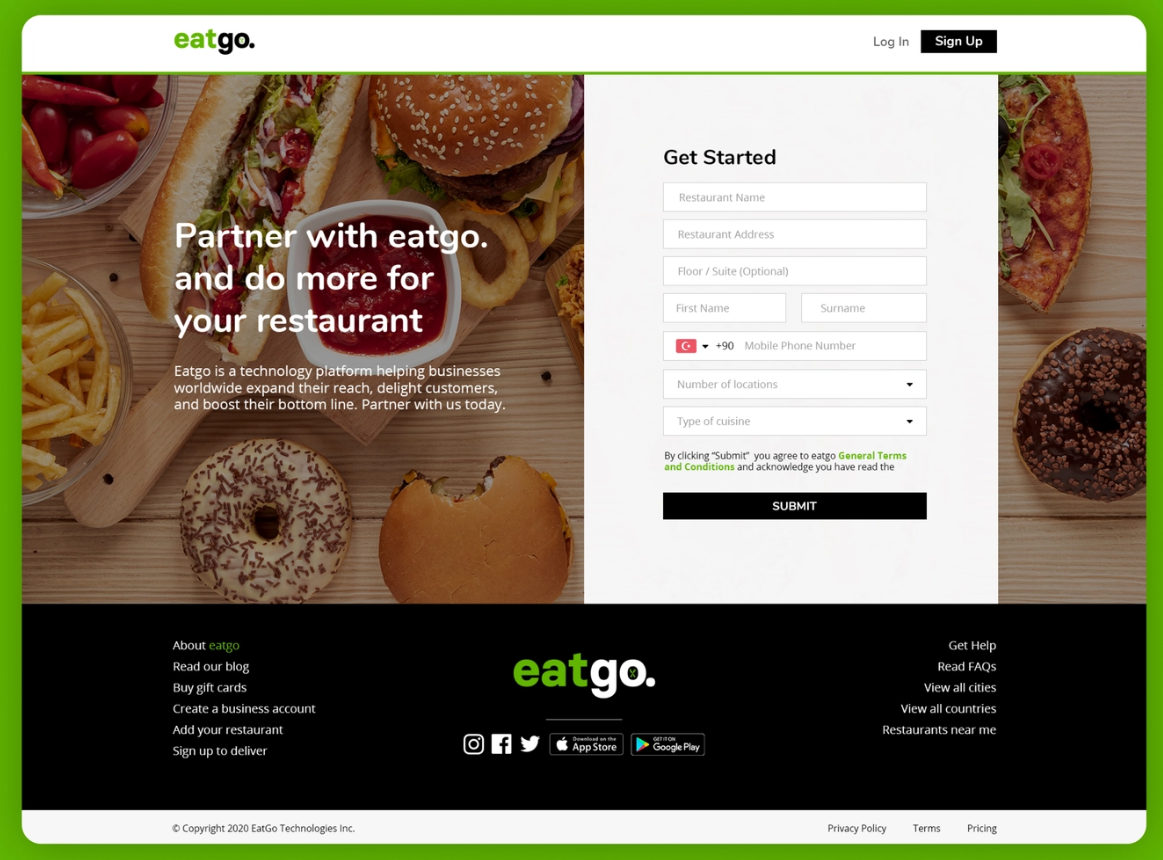 eatgo.
Log In
Sign Up
Partner with eatgo.
and do more for
your restaurant
Eatgo is a technology platform helping businesses
worldwide expand their reach, delight customers,
and boost their bottom line. Partner with us today.
Get Started
Restaurant Name
Restaurant Address
Floor / Suite (Optional)
First Name
Surname
+90 Mobile Phone Number
Number of locations
Type of cuisine
By clicking “Submit” you agree to eatgo General Terms
and Conditions and acknowledge you have read the
SUBMIT
About eatgo
Read our blog
Buy gift cards
Create a business account
Add your restaurant
Sign up to deliver
eatgo.
Download on the
App Store
GET IT ON
Google Play
Get Help
Read FAQs
View all cities
View all countries
Restaurants near me
© Copyright 2020 EatGo Technologies Inc.
Privacy Policy
Terms
Pricing